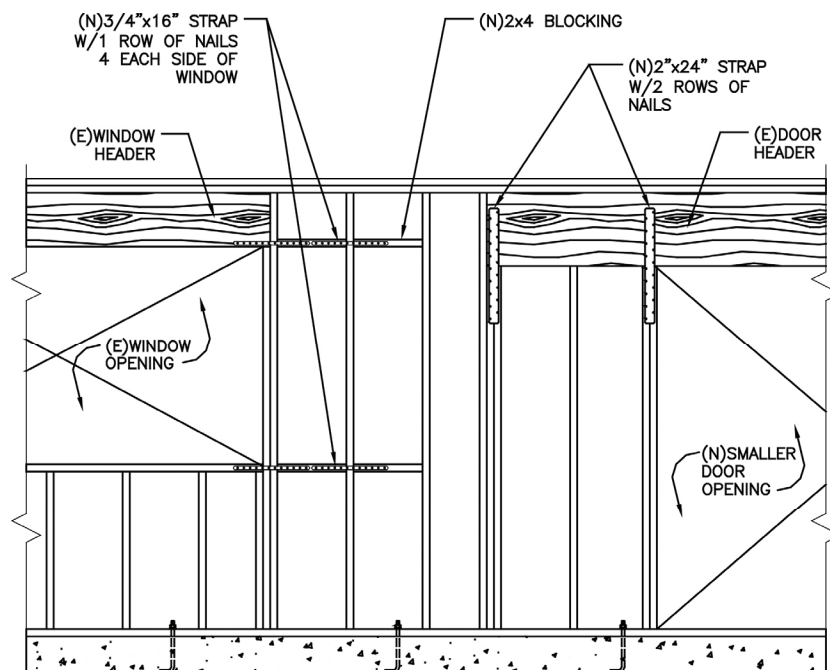 (N)3/4"x16" STRAP
W/1 ROW OF NAILS
4 EACH SIDE OF
WINDOW
(N)2x4 BLOCKING
(N)2"x24" STRAP
W/2 ROWS OF
NAILS
(E)WINDOW
HEADER
(E)DOOR
HEADER
(E)WINDOW
OPENING
(N)SMALLER
DOOR
OPENING